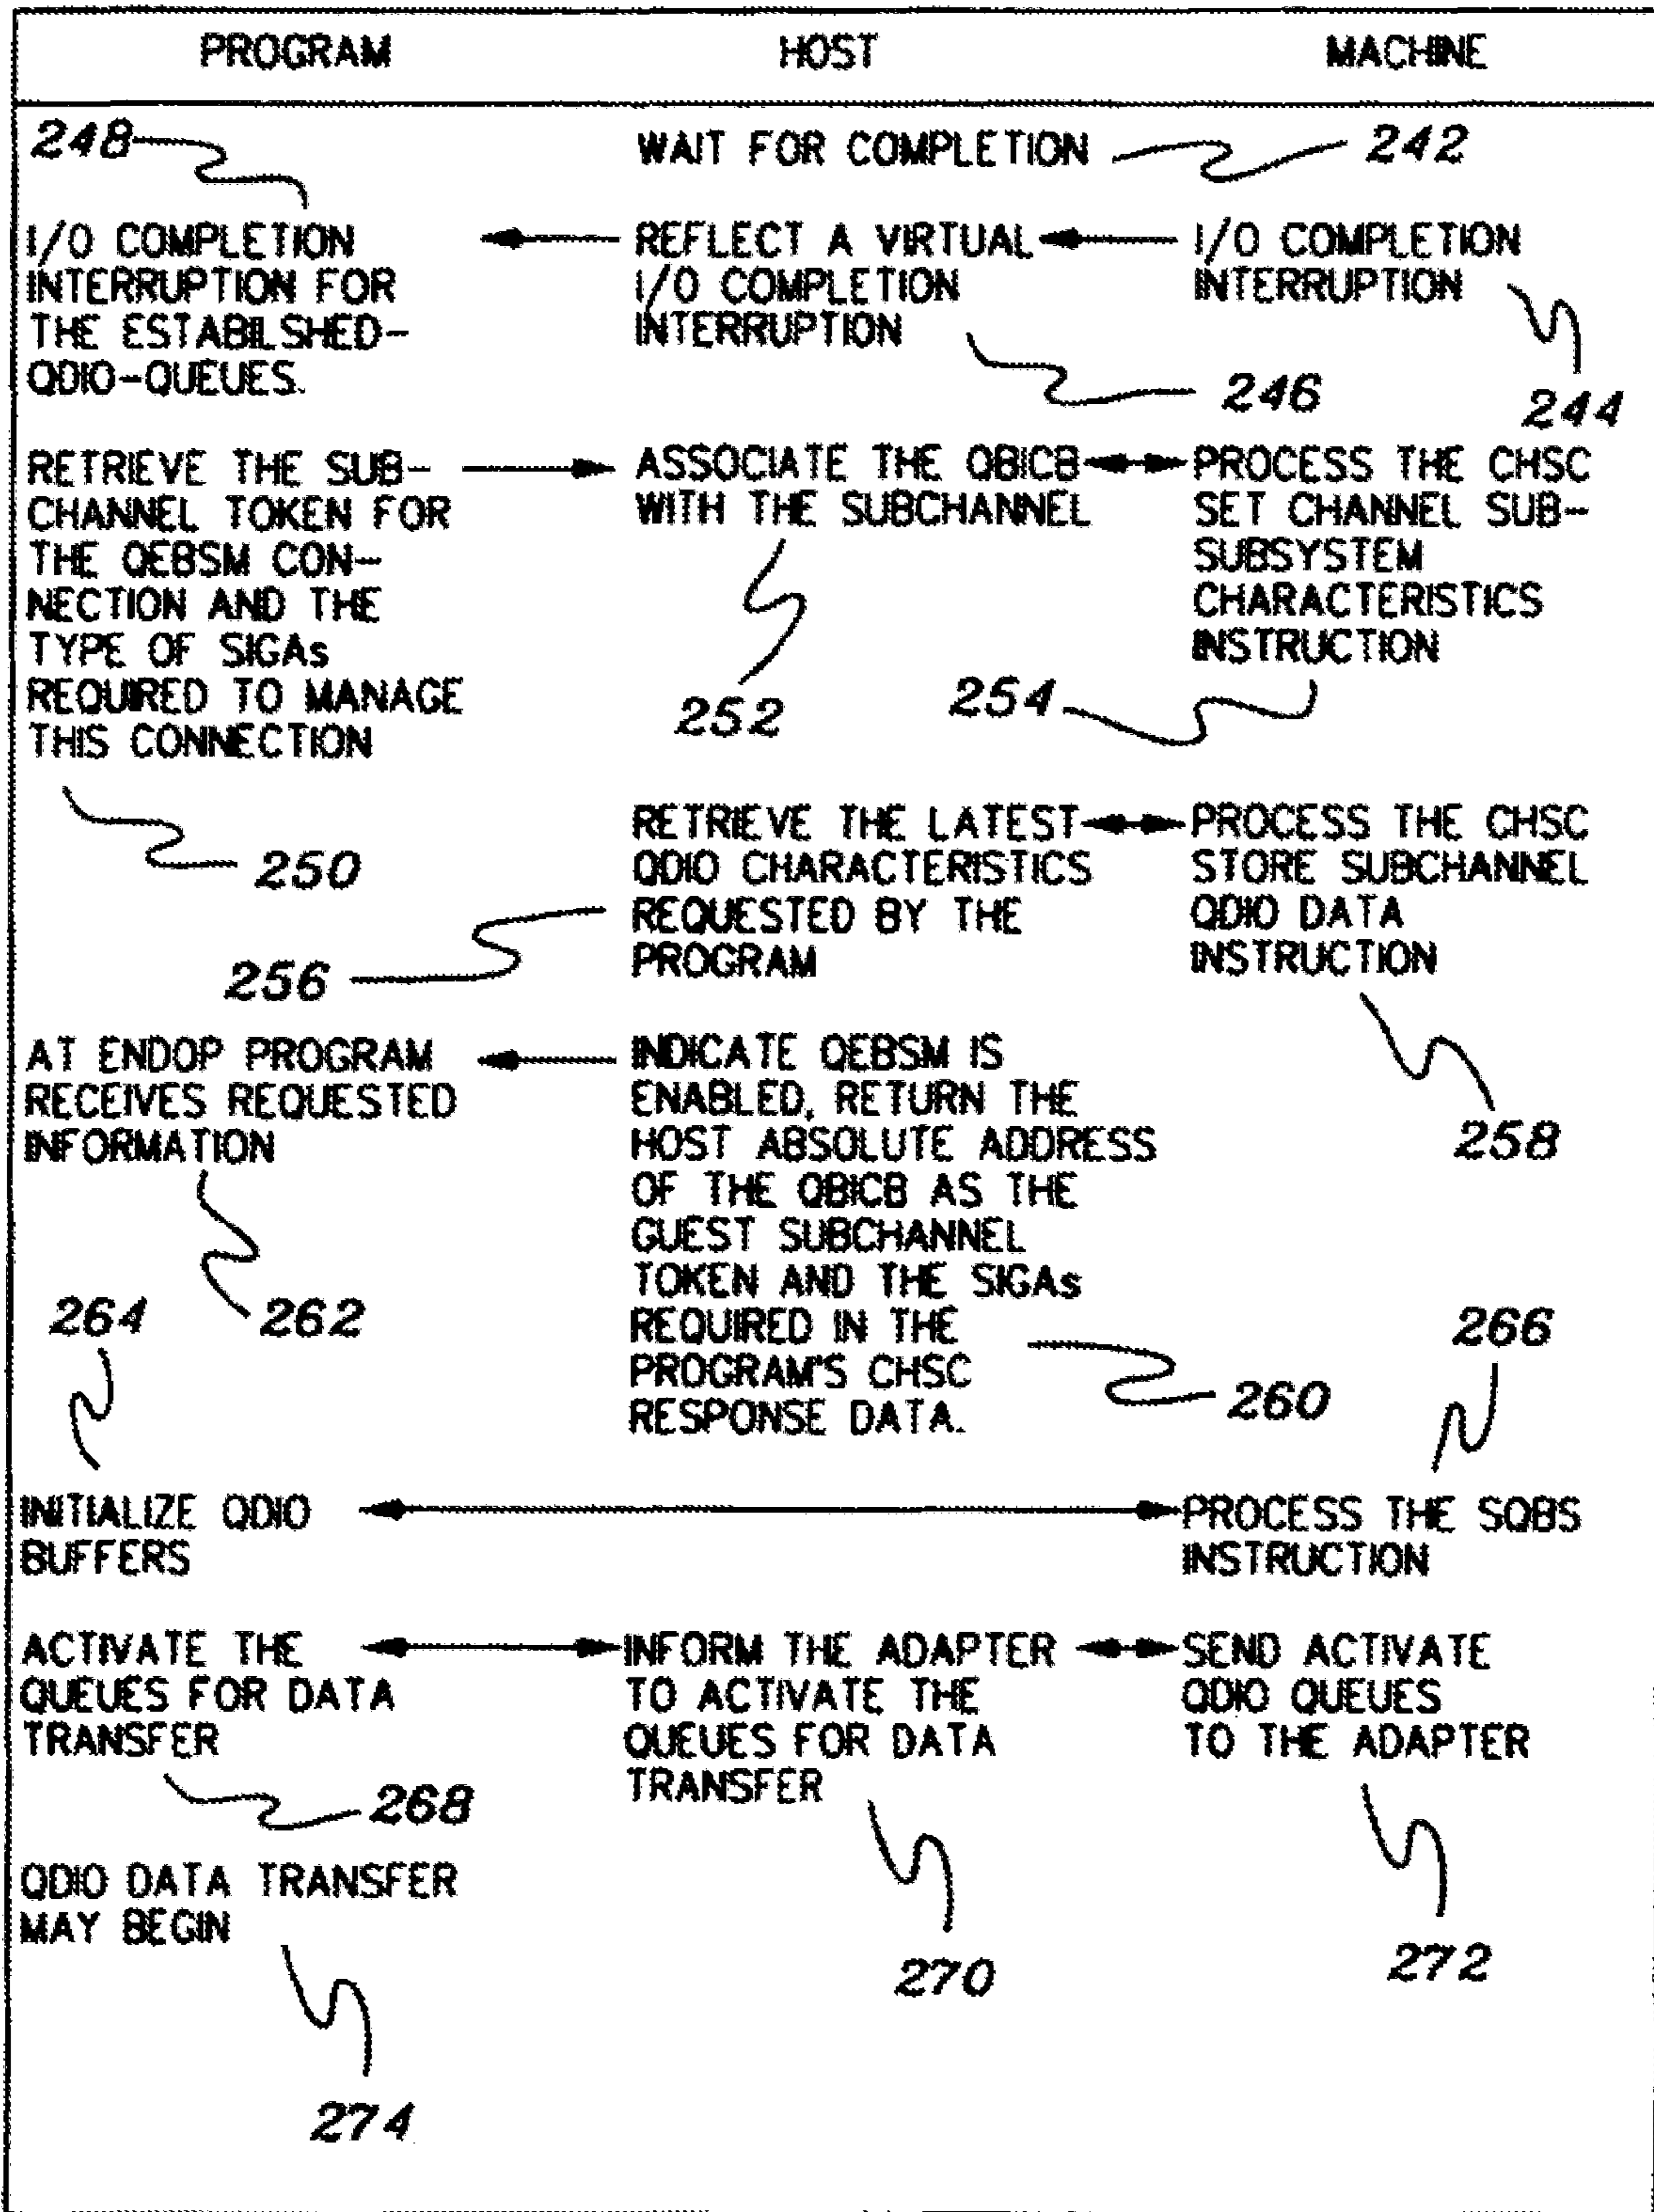 PROGRAM HOST MACHINE
248
WAIT FOR COMPLETION 242
I/O COMPLETION
INTERRUPTION FOR
THE ESTABILSHED-
QDIO-QUEUES.
REFLECT A VIRTUAL
I/O COMPLETION
INTERRUPTION
246
I/O COMPLETION
INTERRUPTION
244
RETRIEVE THE SUB-
CHANNEL TOKEN FOR
THE QEBSM CON-
NECTION AND THE
TYPE OF SIGAs
REQUIRED TO MANAGE
THIS CONNECTION
250
ASSOCIATE THE QBICB
WITH THE SUBCHANNEL
252
PROCESS THE CHSC
SET CHANNEL SUB-
SUBSYSTEM
CHARACTERISTICS
INSTRUCTION
254
RETRIEVE THE LATEST
QDIO CHARACTERISTICS
REQUESTED BY THE
PROGRAM
256
PROCESS THE CHSC
STORE SUBCHANNEL
QDIO DATA
INSTRUCTION
258
AT ENDOP PROGRAM
RECEIVES REQUESTED
INFORMATION
262
INDICATE QEBSM IS
ENABLED, RETURN THE
HOST ABSOLUTE ADDRESS
OF THE QBICB AS THE
GUEST SUBCHANNEL
TOKEN AND THE SIGAs
REQUIRED IN THE
PROGRAM'S CHSC
RESPONSE DATA.
260
264
INITIALIZE QDIO
BUFFERS
266
PROCESS THE SQBS
INSTRUCTION
ACTIVATE THE
QUEUES FOR DATA
TRANSFER
268
INFORM THE ADAPTER
TO ACTIVATE THE
QUEUES FOR DATA
TRANSFER
270
SEND ACTIVATE
QDIO QUEUES
TO THE ADAPTER
272
QDIO DATA TRANSFER
MAY BEGIN
274